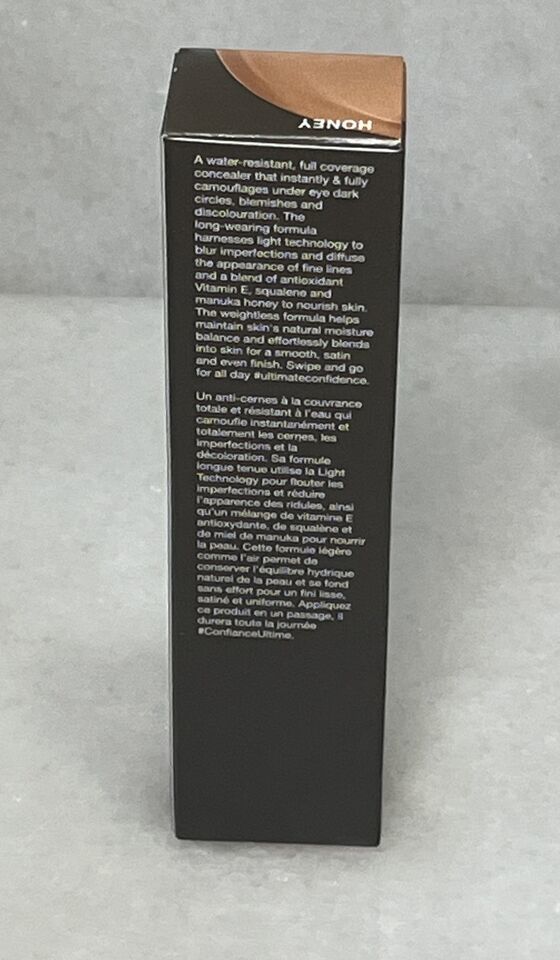 HONEY
A water-resistant, full coverage
concealer that instantly & fully
camouflages under eye dark
circles, blemishes and
discolouration. The
long-wearing formula
harnesses light technology to
blur imperfections and diffuse
the appearance of fine lines
and a blend of antioxidant
Vitamin E, squalene and
manuka honey to nourish skin.
The weightless formula helps
maintain skin's natural moisture
balance and effortlessly blends
into skin for a smooth, satin
and even finish. Swipe and go
for all day #ultimateconfidence.
Un anti-cernes à la couvrance
totale et résistant à l'eau qui
camoufle instantanément et
totalement les cernes, les
imperfections et la
décoloration. Sa formule
longue tenue utilise la Light
Technology pour flouter les
imperfections et réduire
l'apparence des ridules, ainsi
qu'un mélange de vitamine E
antioxydante, de squalène et
de miel de manuka pour nourrir
la peau. Cette formule légère
comme l'air permet de
conserver l'équilibre hydrique
naturel de la peau et se fond
sans effort pour un fini lisse,
satiné et uniforme. Appliquez
ce produit en un passage, il
durera toute la journée
#ConfianceUltime.